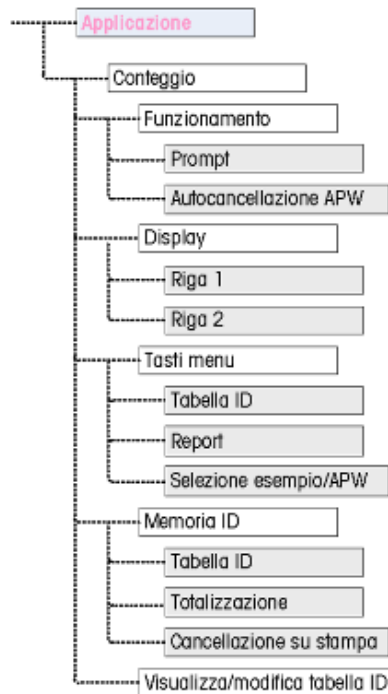 Applicazione
Conteggio
Funzionamento
Prompt
Autocancellazione APW
Display
Riga 1
Riga 2
Tasti menu
Tabella ID
Report
Selezione esempio/APW
Memoria ID
Tabella ID
Totalizzazione
Cancellazione su stampa
Visualizza/modifica tabella ID